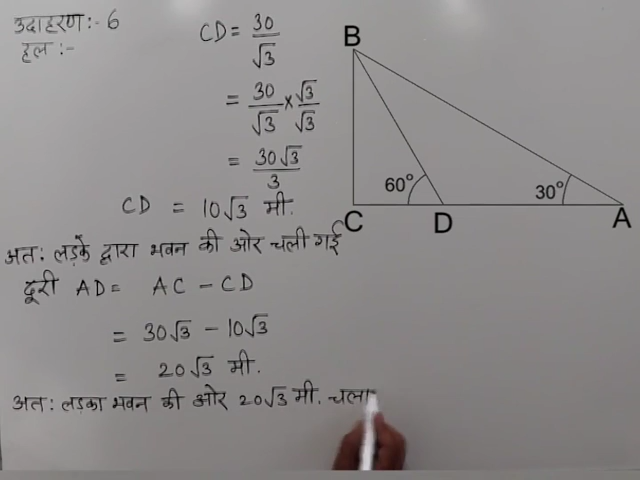 उदाहरण:- 6
हल :-
CD = 30/√3
= 30/√3 × √3/√3
= 30√3/3
CD = 10√3 मी.
अत: लड़के द्वारा भवन की ओर चली गई
दूरी AD = AC - CD
= 30√3 - 10√3
= 20√3 मी.
अत: लड़का भवन की ओर 20√3 मी. चला
B
60°
30°
C
D
A